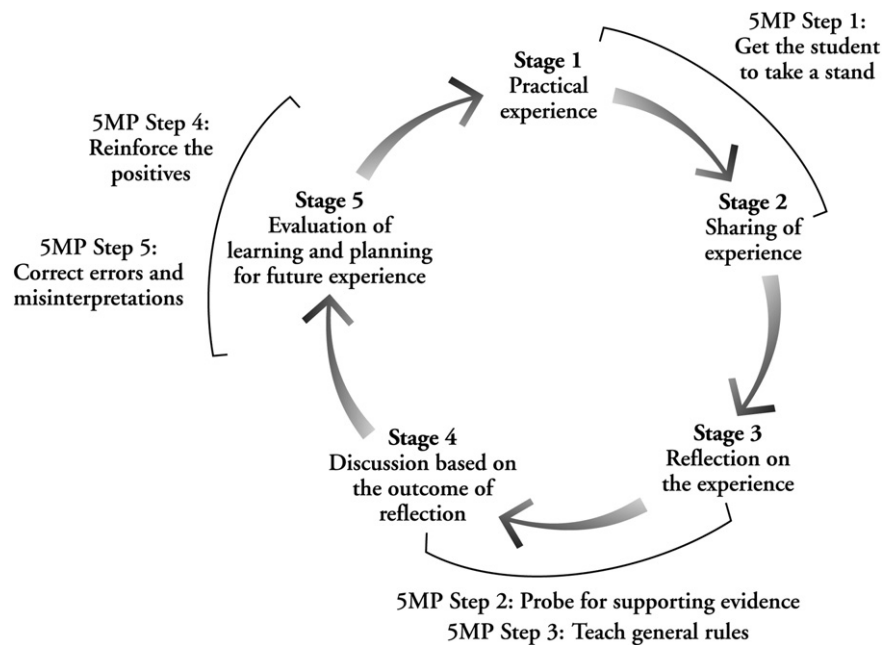 5MP Step 1:
Get the student
to take a stand
Stage 1
Practical
experience
Stage 2
Sharing of
experience
Stage 3
Reflection on
the experience
5MP Step 2: Probe for supporting evidence
5MP Step 3: Teach general rules
Stage 4
Discussion based on
the outcome of
reflection
Stage 5
Evaluation of
learning and planning
for future experience
5MP Step 4:
Reinforce the
positives
5MP Step 5:
Correct errors and
misinterpretations